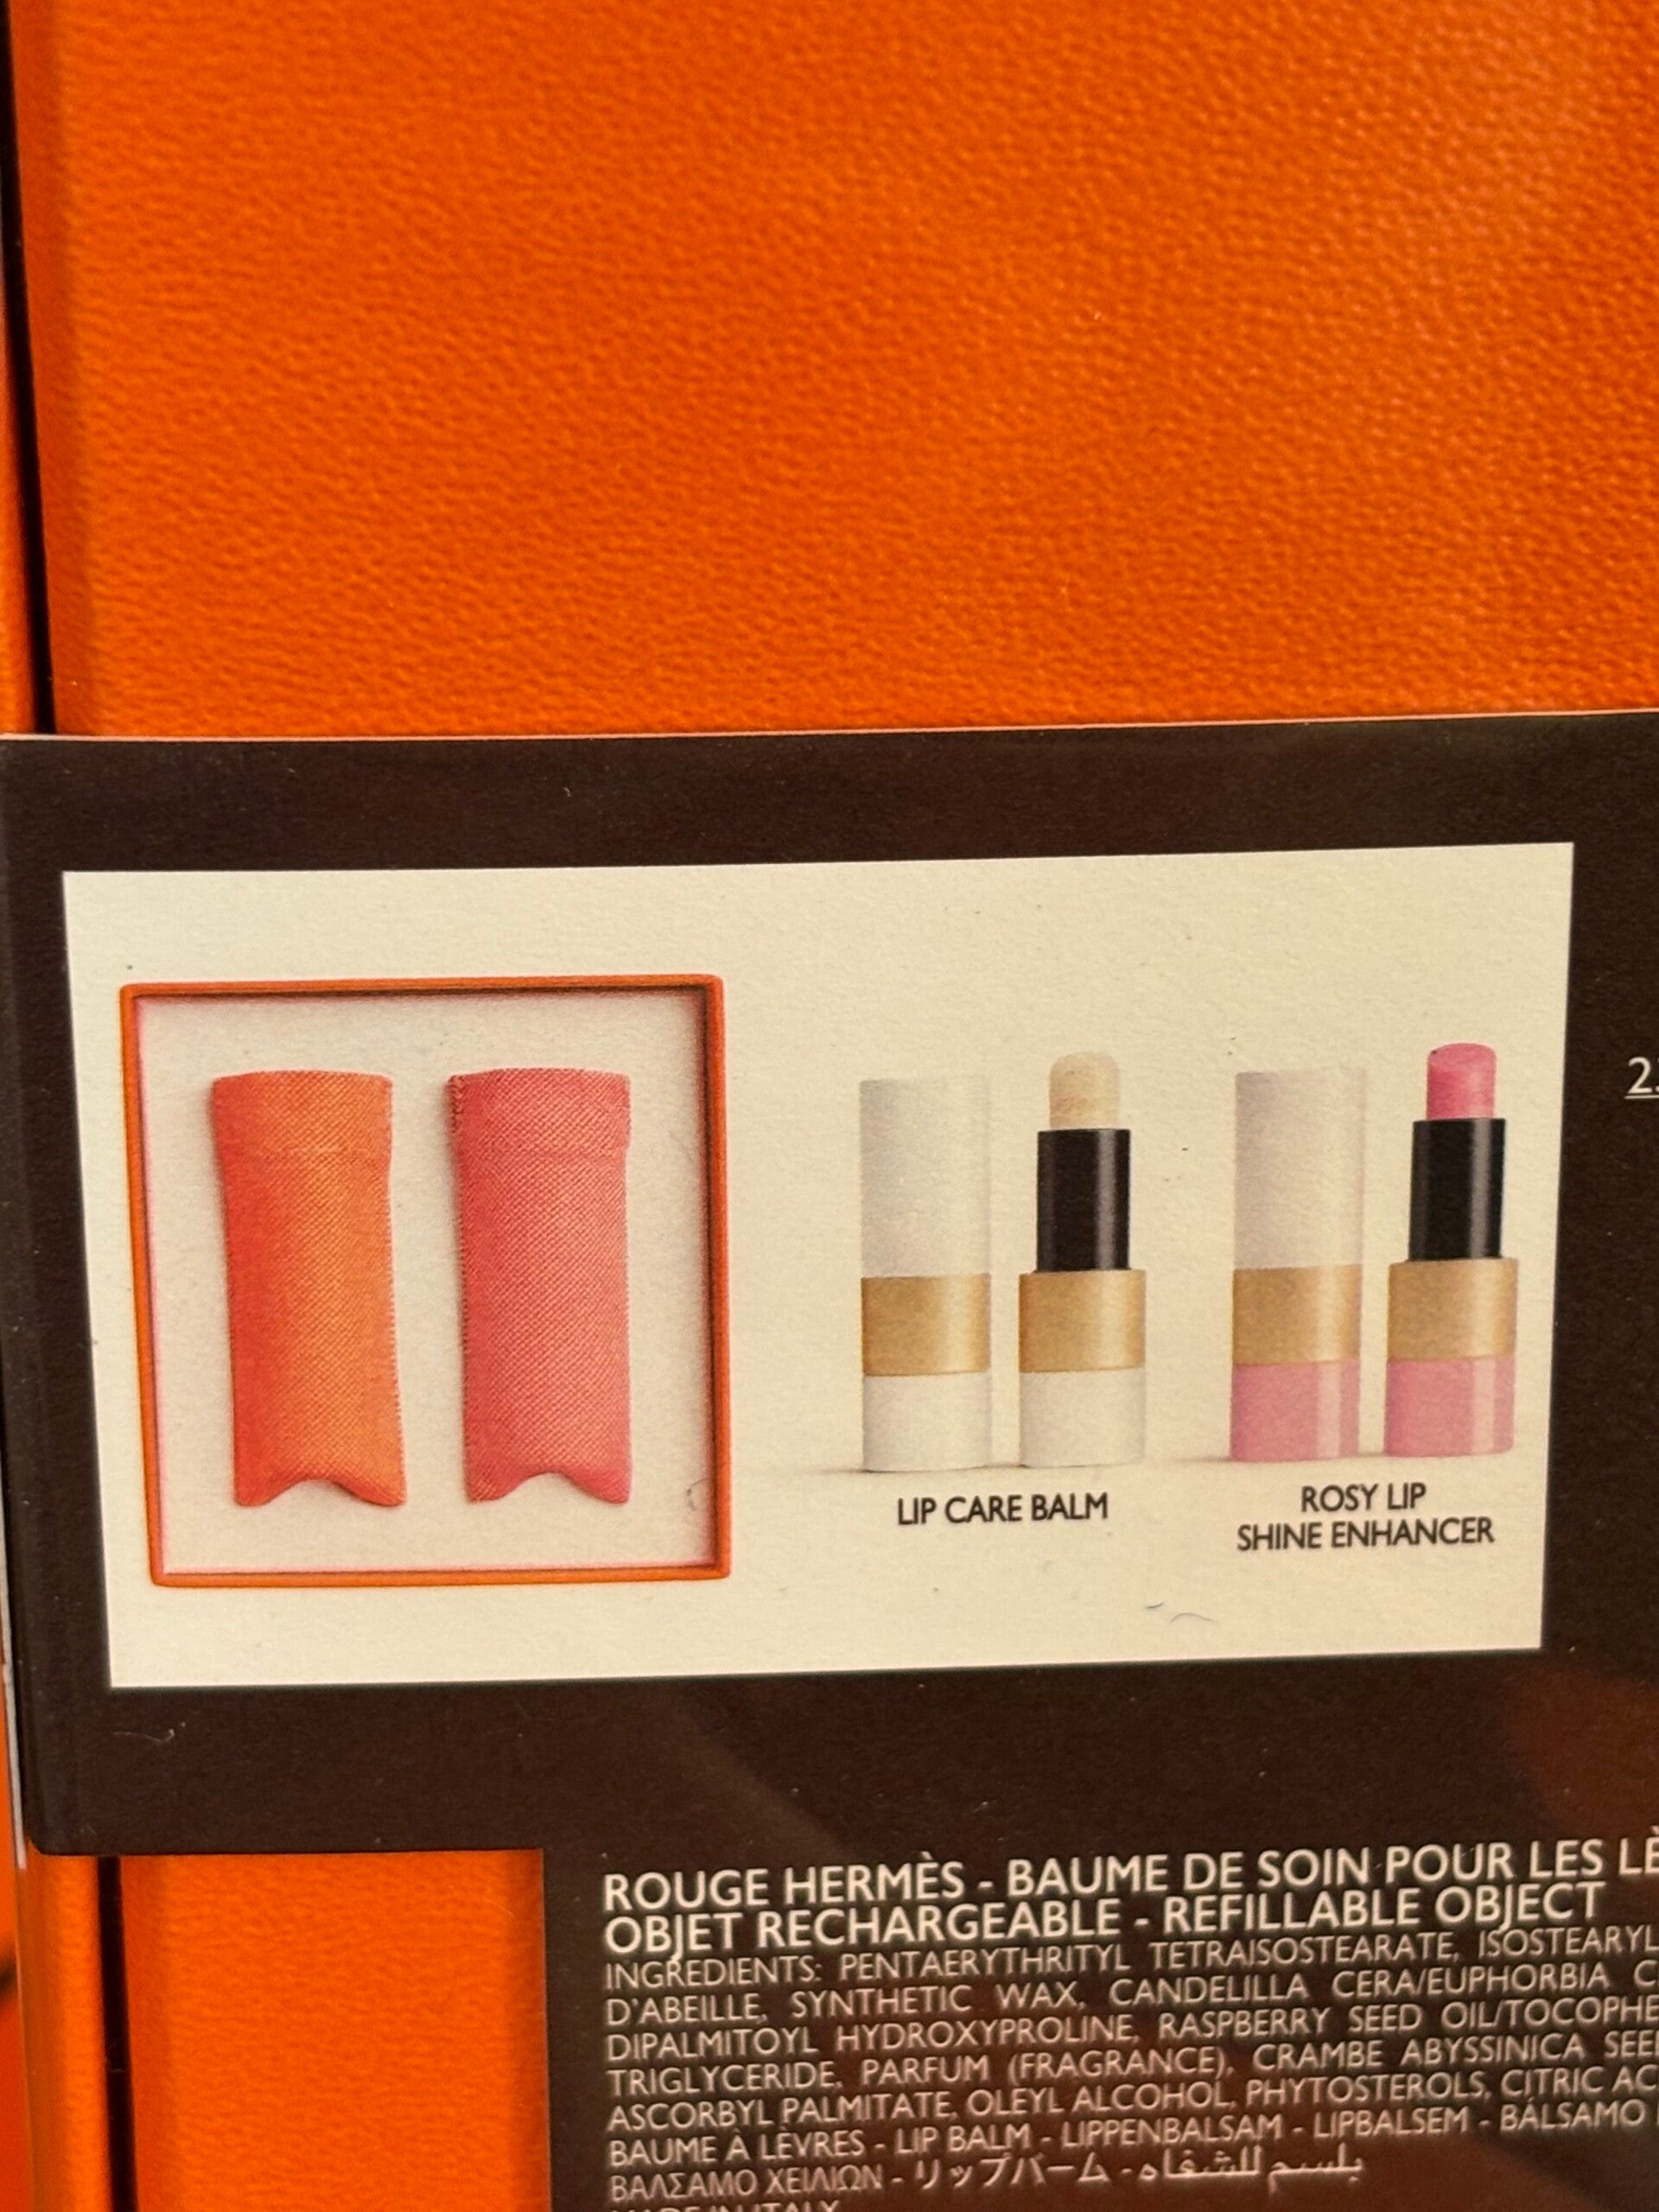 LIP CARE BALM
ROSY LIP
SHINE ENHANCER
ROUGE HERMÈS - BAUME DE SOIN POUR LES
OBJET RECHARGEABLE - REFILLABLE OBJECT
INGREDIENTS: PENTAERYTHRITYL TETRAISOSTEARATE,
D'ABEILLE, SYNTHETIC WAX, CANDELILLA CERA/EUPHORBIA
DIPALMITOYL HYDROXYPROLINE, RASPBERRY SEED
TRIGLYCERIDE, PARFUM (FRAGRANCE), CRAMBE ABYSSINICA
ASCORBYL PALMITATE, OLEYL ALCOHOL, PHYTOSTEROLS, CITRIC
BAUME À LÈVRES - LIP BALM - LIPPENBALSAM - LIPBALSEM - BÁLSAMO
ΒΑΛΣΑΜΟ ΧΕΙΛΙΩΝ - リップバーム - بلسم للشفاه
MADE IN ITALY